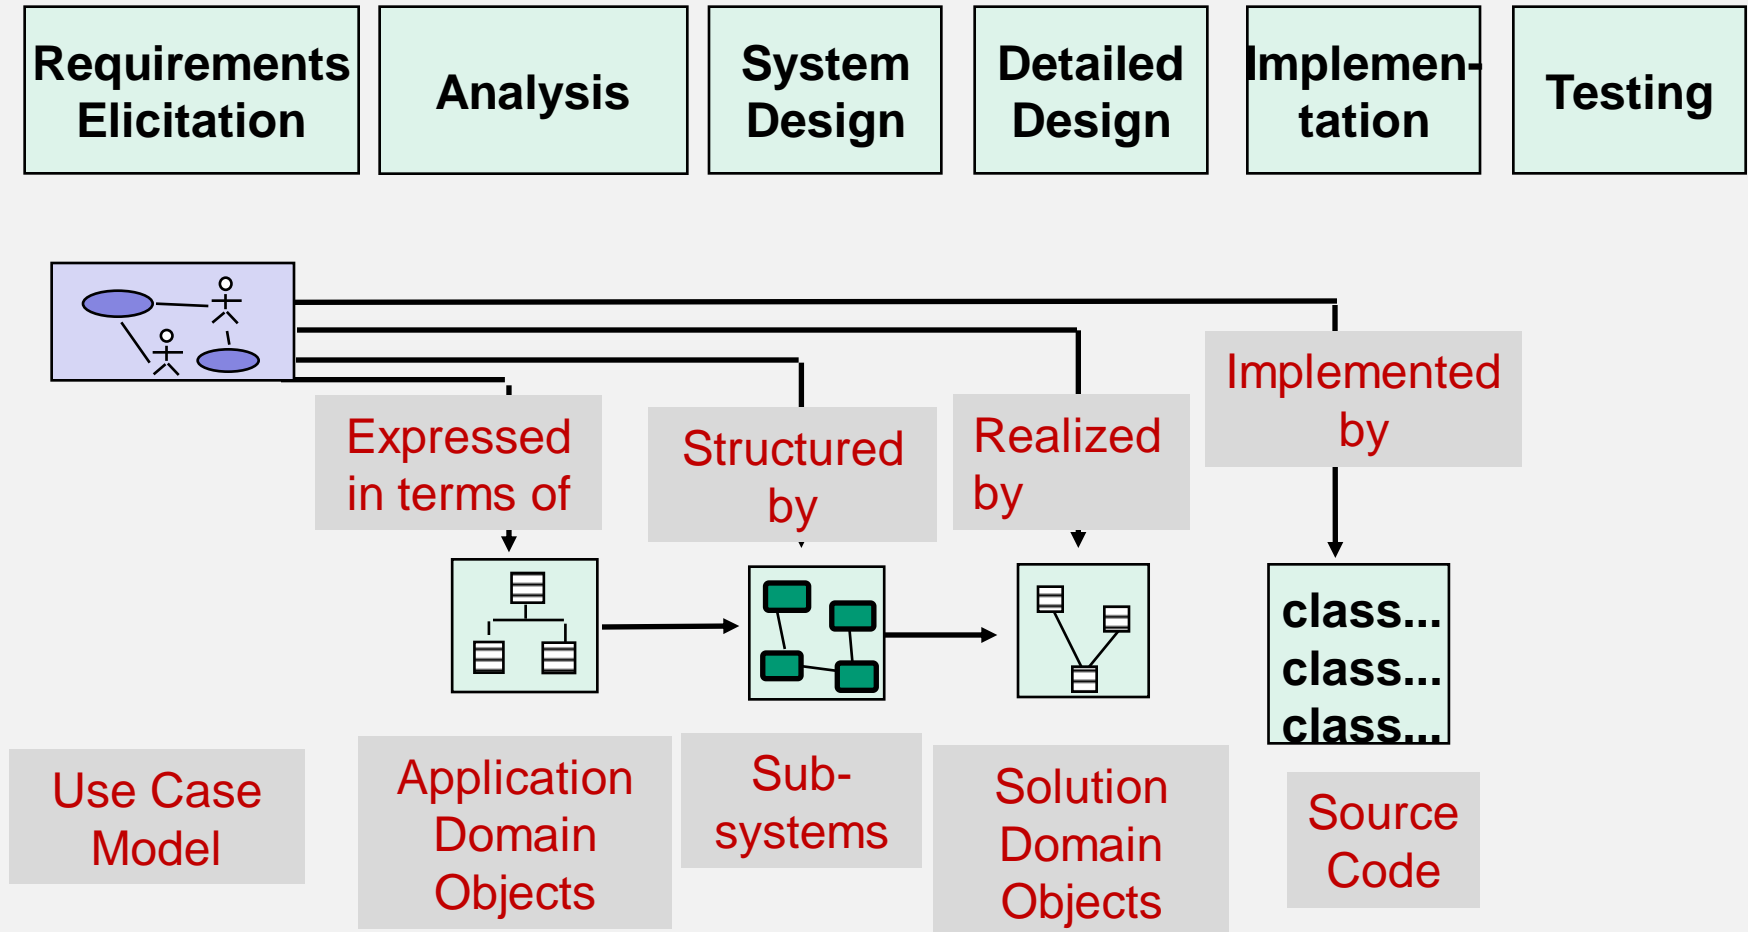 Requirements
Elicitation
Analysis
System
Design
Detailed
Design
Implemen-
tation
Testing
Expressed
in terms of
Structured
by
Realized
by
Implemented
by
class...
class...
class...
Use Case
Model
Application
Domain
Objects
Sub-
systems
Solution
Domain
Objects
Source
Code